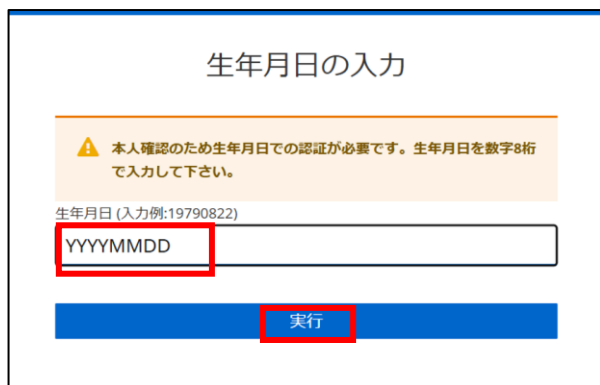 生年月日の入力
本人確認のため生年月日での認証が必要です。生年月日を数字8桁
で入力して下さい。
生年月日 (入力例:19790822)
YYYYMMDD
実行